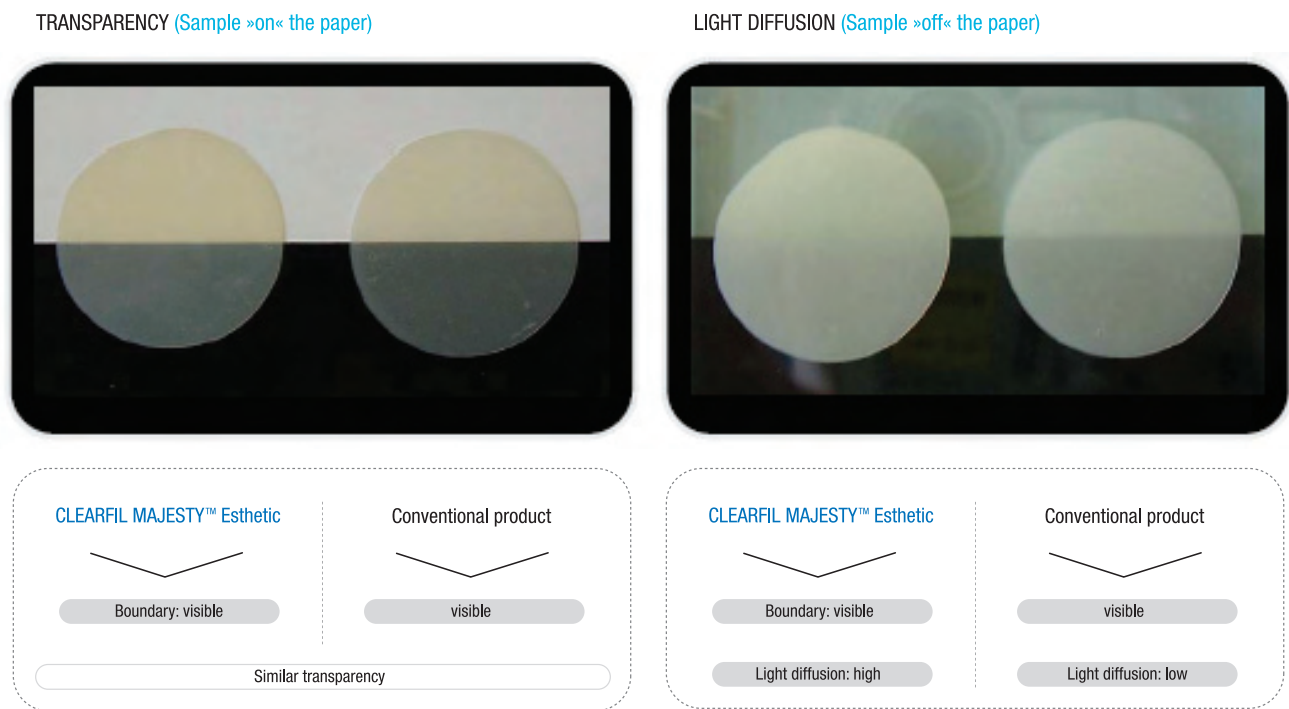 TRANSPARENCY (Sample »on« the paper)
LIGHT DIFFUSION (Sample »off« the paper)
CLEARFIL MAJESTY™ Esthetic
Conventional product
Boundary: visible
visible
Similar transparency
CLEARFIL MAJESTY™ Esthetic
Conventional product
Boundary: visible
visible
Light diffusion: high
Light diffusion: low